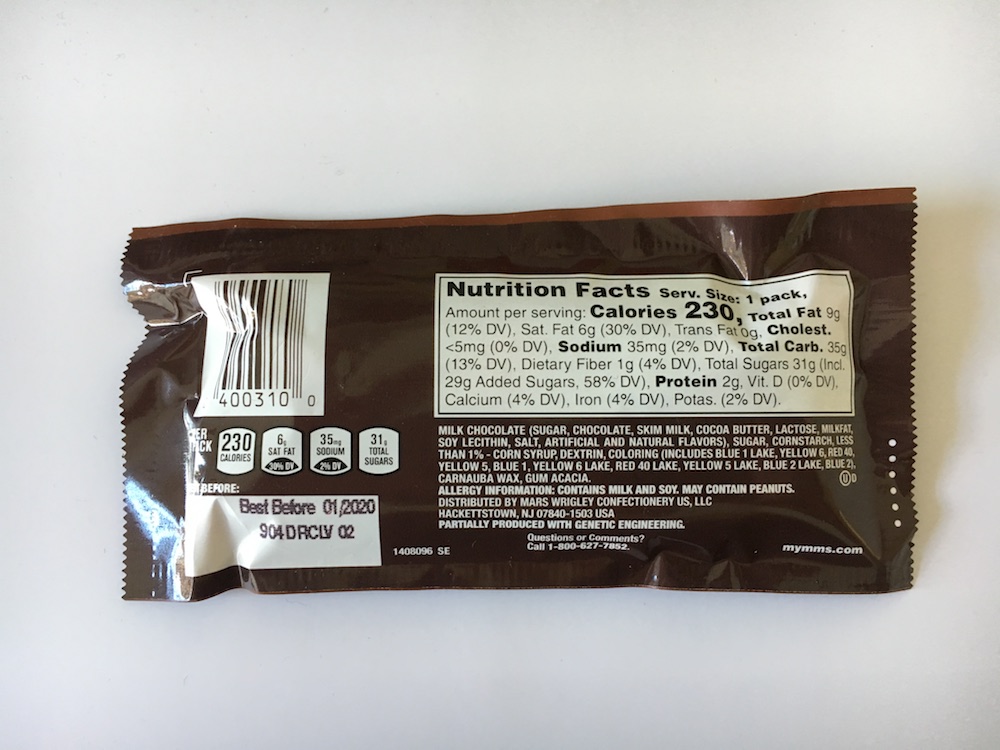 400310 0
PER PACK
230 CALORIES
6g SAT FAT 30% DV
35mg SODIUM 2% DV
31g TOTAL SUGARS
BEFORE:
Best Before 01/2020
904DRCLV 02
1408096 SE
Nutrition Facts Serv. Size: 1 pack,
Amount per serving: Calories 230, Total Fat 9g
(12% DV), Sat. Fat 6g (30% DV), Trans Fat 0g, Cholest.
<5mg (0% DV), Sodium 35mg (2% DV), Total Carb. 35g
(13% DV), Dietary Fiber 1g (4% DV), Total Sugars 31g (Incl.
29g Added Sugars, 58% DV), Protein 2g, Vit. D (0% DV),
Calcium (4% DV), Iron (4% DV), Potas. (2% DV).
MILK CHOCOLATE (SUGAR, CHOCOLATE, SKIM MILK, COCOA BUTTER, LACTOSE, MILKFAT,
SOY LECITHIN, SALT, ARTIFICIAL AND NATURAL FLAVORS), SUGAR, CORNSTARCH, LESS
THAN 1% - CORN SYRUP, DEXTRIN, COLORING (INCLUDES BLUE 1 LAKE, YELLOW 6, RED 40,
YELLOW 5, BLUE 1, YELLOW 6 LAKE, RED 40 LAKE, YELLOW 5 LAKE, BLUE 2 LAKE, BLUE 2),
CARNAUBA WAX, GUM ACACIA.
ALLERGY INFORMATION: CONTAINS MILK AND SOY. MAY CONTAIN PEANUTS.
DISTRIBUTED BY MARS WRIGLEY CONFECTIONERY US, LLC
HACKETTSTOWN, NJ 07840-1503 USA
PARTIALLY PRODUCED WITH GENETIC ENGINEERING.
Questions or Comments?
Call 1-800-627-7852.
mymms.com
UD